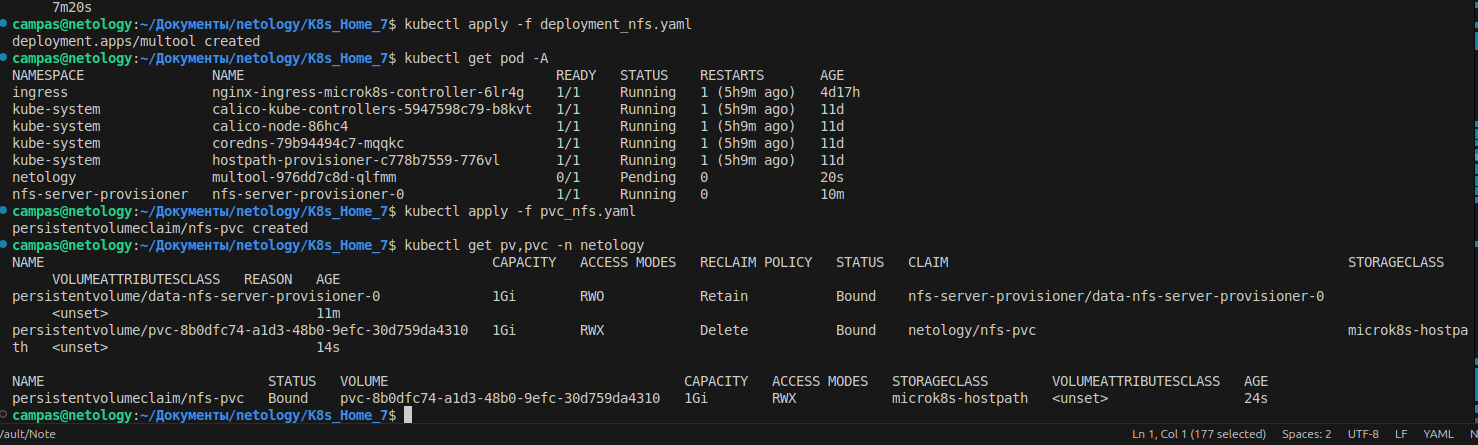 7m20s
campas@netology:~/Документы/netology/K8s_Home_7$ kubectl apply -f deployment_nfs.yaml
deployment.apps/multool created
campas@netology:~/Документы/netology/K8s_Home_7$ kubectl get pod -A
NAMESPACE NAME READY STATUS RESTARTS AGE
ingress nginx-ingress-microk8s-controller-6lr4g 1/1 Running 1 (5h9m ago) 4d17h
kube-system calico-kube-controllers-5947598c79-b8kvt 1/1 Running 1 (5h9m ago) 11d
kube-system calico-node-86hc4 1/1 Running 1 (5h9m ago) 11d
kube-system coredns-79b94494c7-mqqkc 1/1 Running 1 (5h9m ago) 11d
kube-system hostpath-provisioner-c778b7559-776vl 1/1 Running 1 (5h9m ago) 11d
netology multool-976dd7c8d-qlfmm 0/1 Pending 0 20s
nfs-server-provisioner nfs-server-provisioner-0 1/1 Running 0 10m
campas@netology:~/Документы/netology/K8s_Home_7$ kubectl apply -f pvc_nfs.yaml
persistentvolumeclaim/nfs-pvc created
campas@netology:~/Документы/netology/K8s_Home_7$ kubectl get pv,pvc -n netology
NAME CAPACITY ACCESS MODES RECLAIM POLICY STATUS CLAIM STORAGECLASS
VOLUMEATTRIBUTESCLASS REASON AGE
persistentvolume/data-nfs-server-provisioner-0 1Gi RWO Retain Bound nfs-server-provisioner/data-nfs-server-provisioner-0
<unset> 11m
persistentvolume/pvc-8b0dfc74-a1d3-48b0-9efc-30d759da4310 1Gi RWX Delete Bound netology/nfs-pvc microk8s-hostpa
th <unset> 14s
NAME STATUS VOLUME CAPACITY ACCESS MODES STORAGECLASS VOLUMEATTRIBUTESCLASS AGE
persistentvolumeclaim/nfs-pvc Bound pvc-8b0dfc74-a1d3-48b0-9efc-30d759da4310 1Gi RWX microk8s-hostpath <unset> 24s
campas@netology:~/Документы/netology/K8s_Home_7$
Vault/Note Ln 1, Col 1 (177 selected) Spaces: 2 UTF-8 LF YAML N